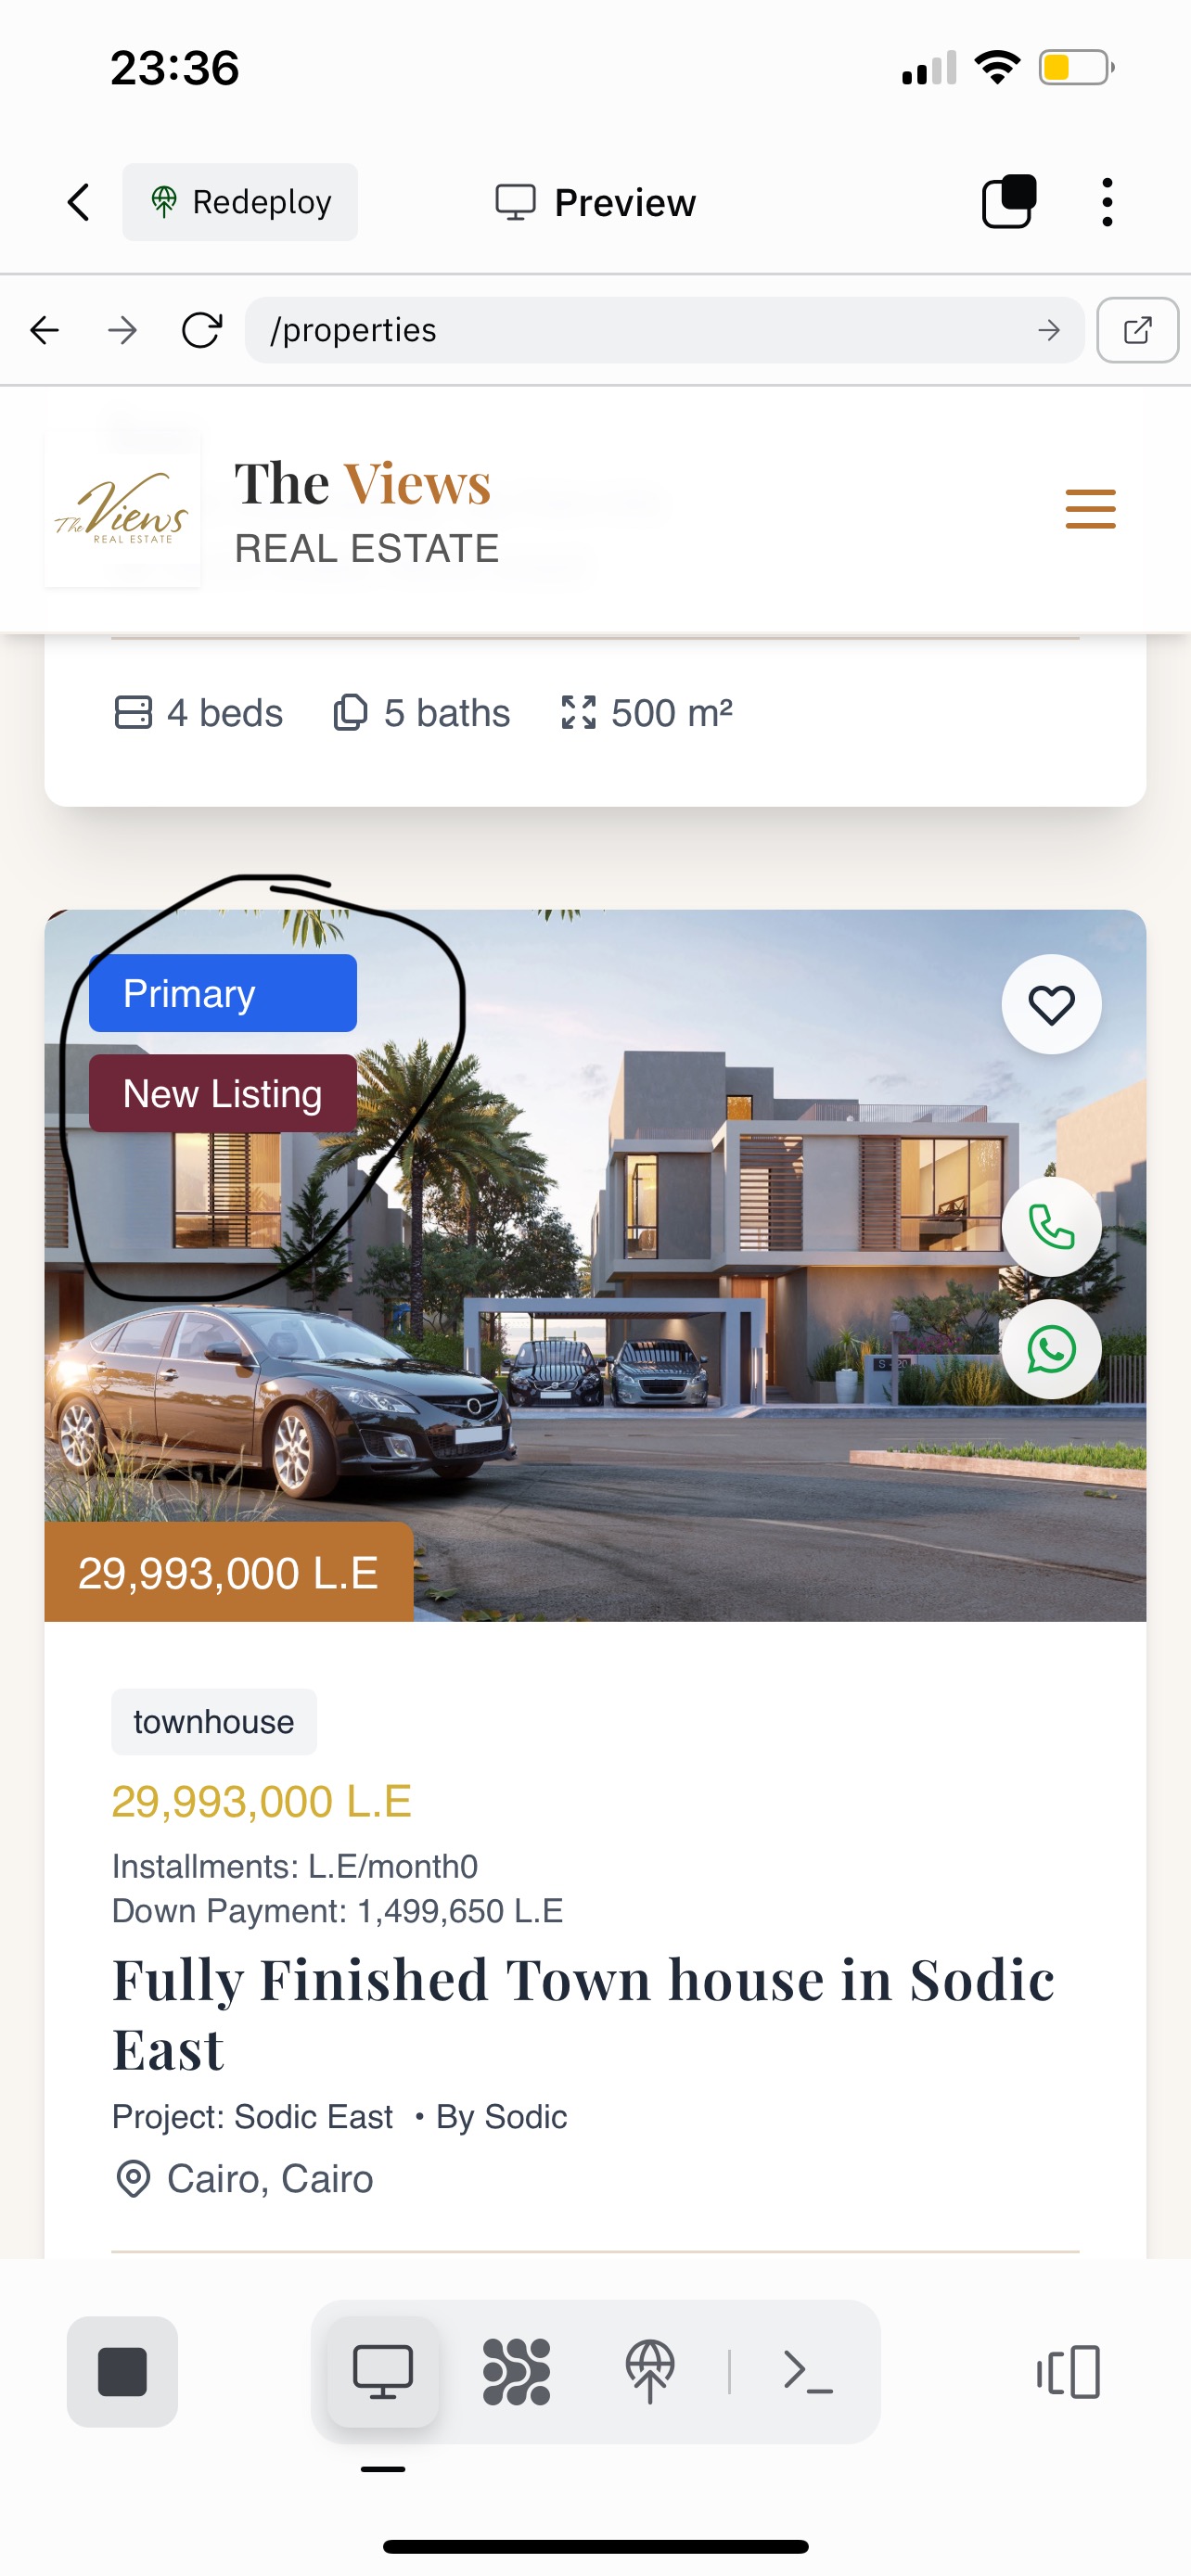 23:36
Redeploy
Preview
/properties
The Views
REAL ESTATE
The Views
REAL ESTATE
4 beds 5 baths 500 m²
Primary
New Listing
29,993,000 L.E
townhouse
29,993,000 L.E
Installments: L.E/month0
Down Payment: 1,499,650 L.E
Fully Finished Town house in Sodic
East
Project: Sodic East • By Sodic
Cairo, Cairo